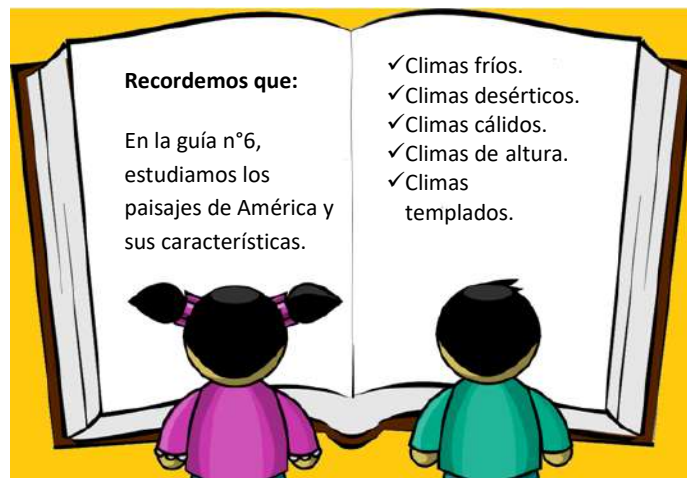 Recordemos que:
En la guía n°6,
estudiamos los
paisajes de América y
sus características.
✓Climas fríos.
✓Climas desérticos.
✓Climas cálidos.
✓Climas de altura.
✓Climas
templados.